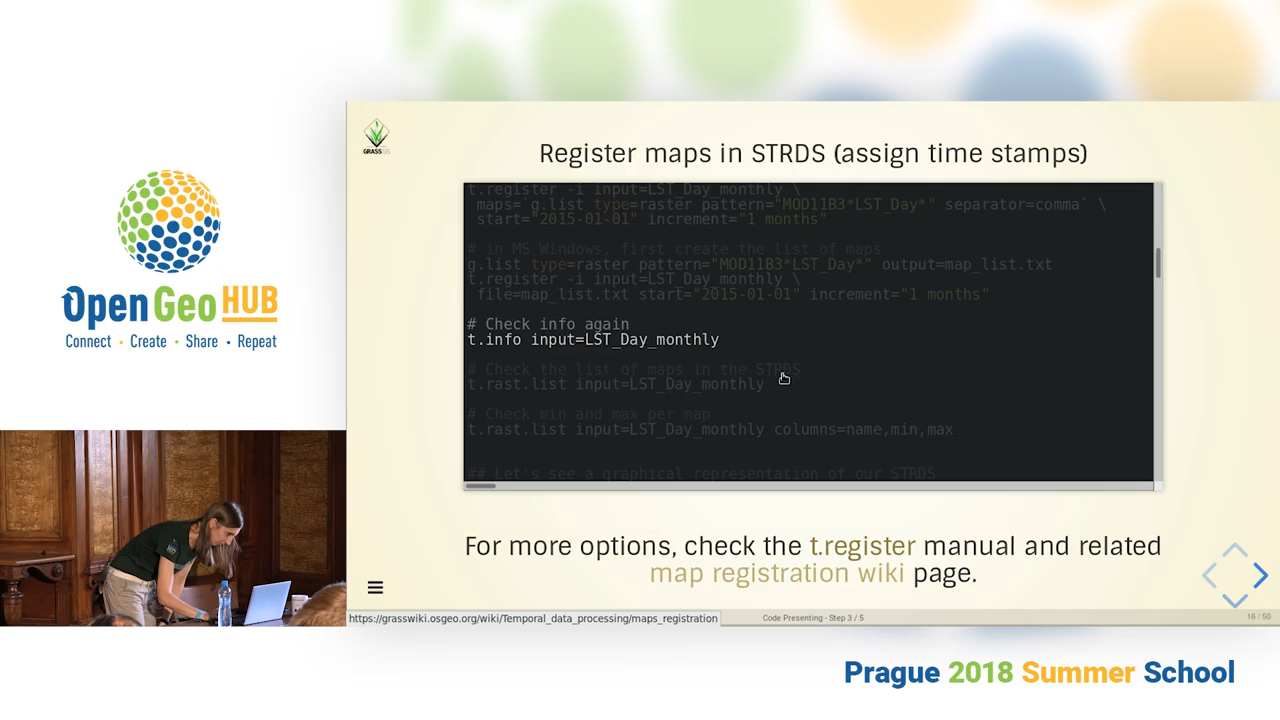 GRASS GIS
Register maps in STRDS (assign time stamps)
t.register -i input=LST_Day_monthly \
maps=`g.list type=raster pattern="MOD11B3*LST_Day*" separator=comma` \
start="2015-01-01" increment="1 months"
# in MS Windows, first create the list of maps
g.list type=raster pattern="MOD11B3*LST_Day*" output=map_list.txt
t.register -i input=LST_Day_monthly \
file=map_list.txt start="2015-01-01" increment="1 months"
# Check info again
t.info input=LST_Day_monthly
# Check the list of maps in the STRDS
t.rast.list input=LST_Day_monthly
# Check min and max per map
t.rast.list input=LST_Day_monthly columns=name,min,max
## Let's see a graphical representation of our STRDS
For more options, check the t.register manual and related
map registration wiki page.
https://grasswiki.osgeo.org/wiki/Temporal_data_processing/maps_registration
Code Presenting - Step 3 / 5
16 / 50
OpenGeoHUB
Connect • Create • Share • Repeat
Prague 2018 Summer School